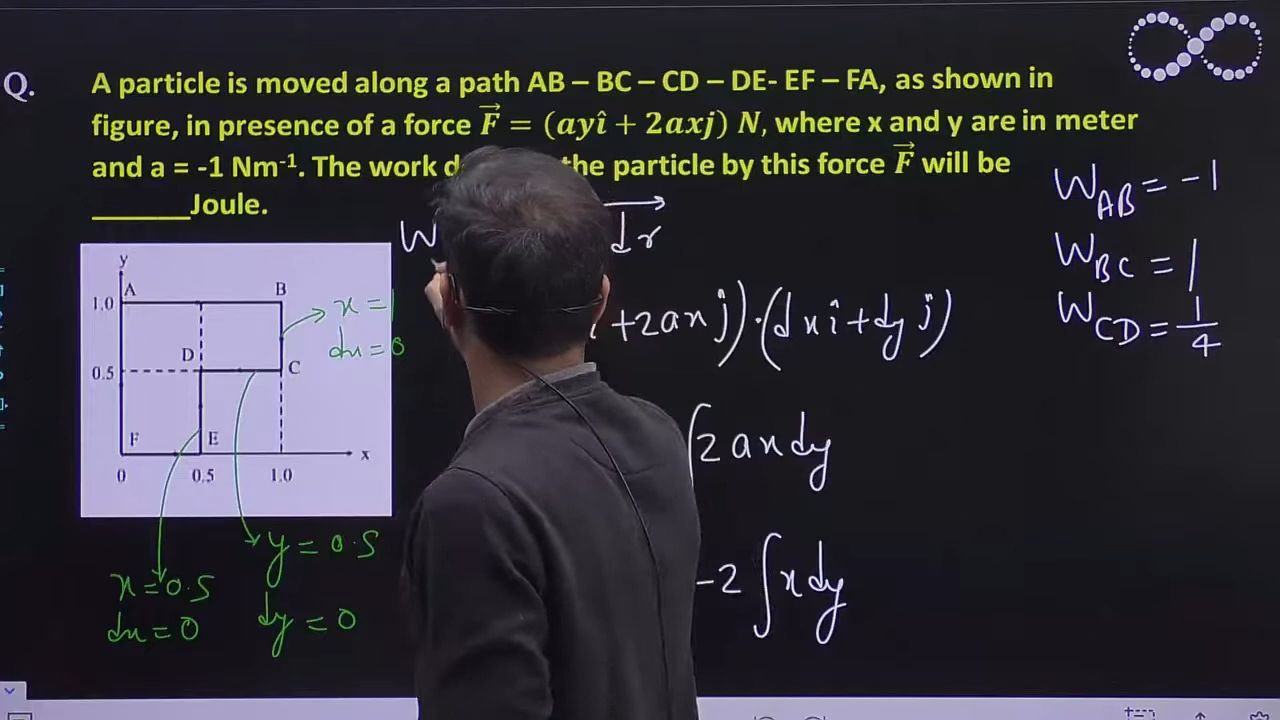 Q. A particle is moved along a path AB – BC – CD – DE- EF – FA, as shown in
figure, in presence of a force F⃗ = (ayî + 2axj) N, where x and y are in meter
and a = -1 Nm⁻¹. The work the particle by this force F⃗ will be
______Joule.
W dr
+2axj)·(dxî+dyĵ)
2axdy
-2∫xdy
W_AB = -1
W_BC = 1
W_CD = 1/4
y
1.0 A B
x = 1
dx = 0
D
0.5 C
F E
x
0 0.5 1.0
y = 0.5
dy = 0
x = 0.5
dx = 0